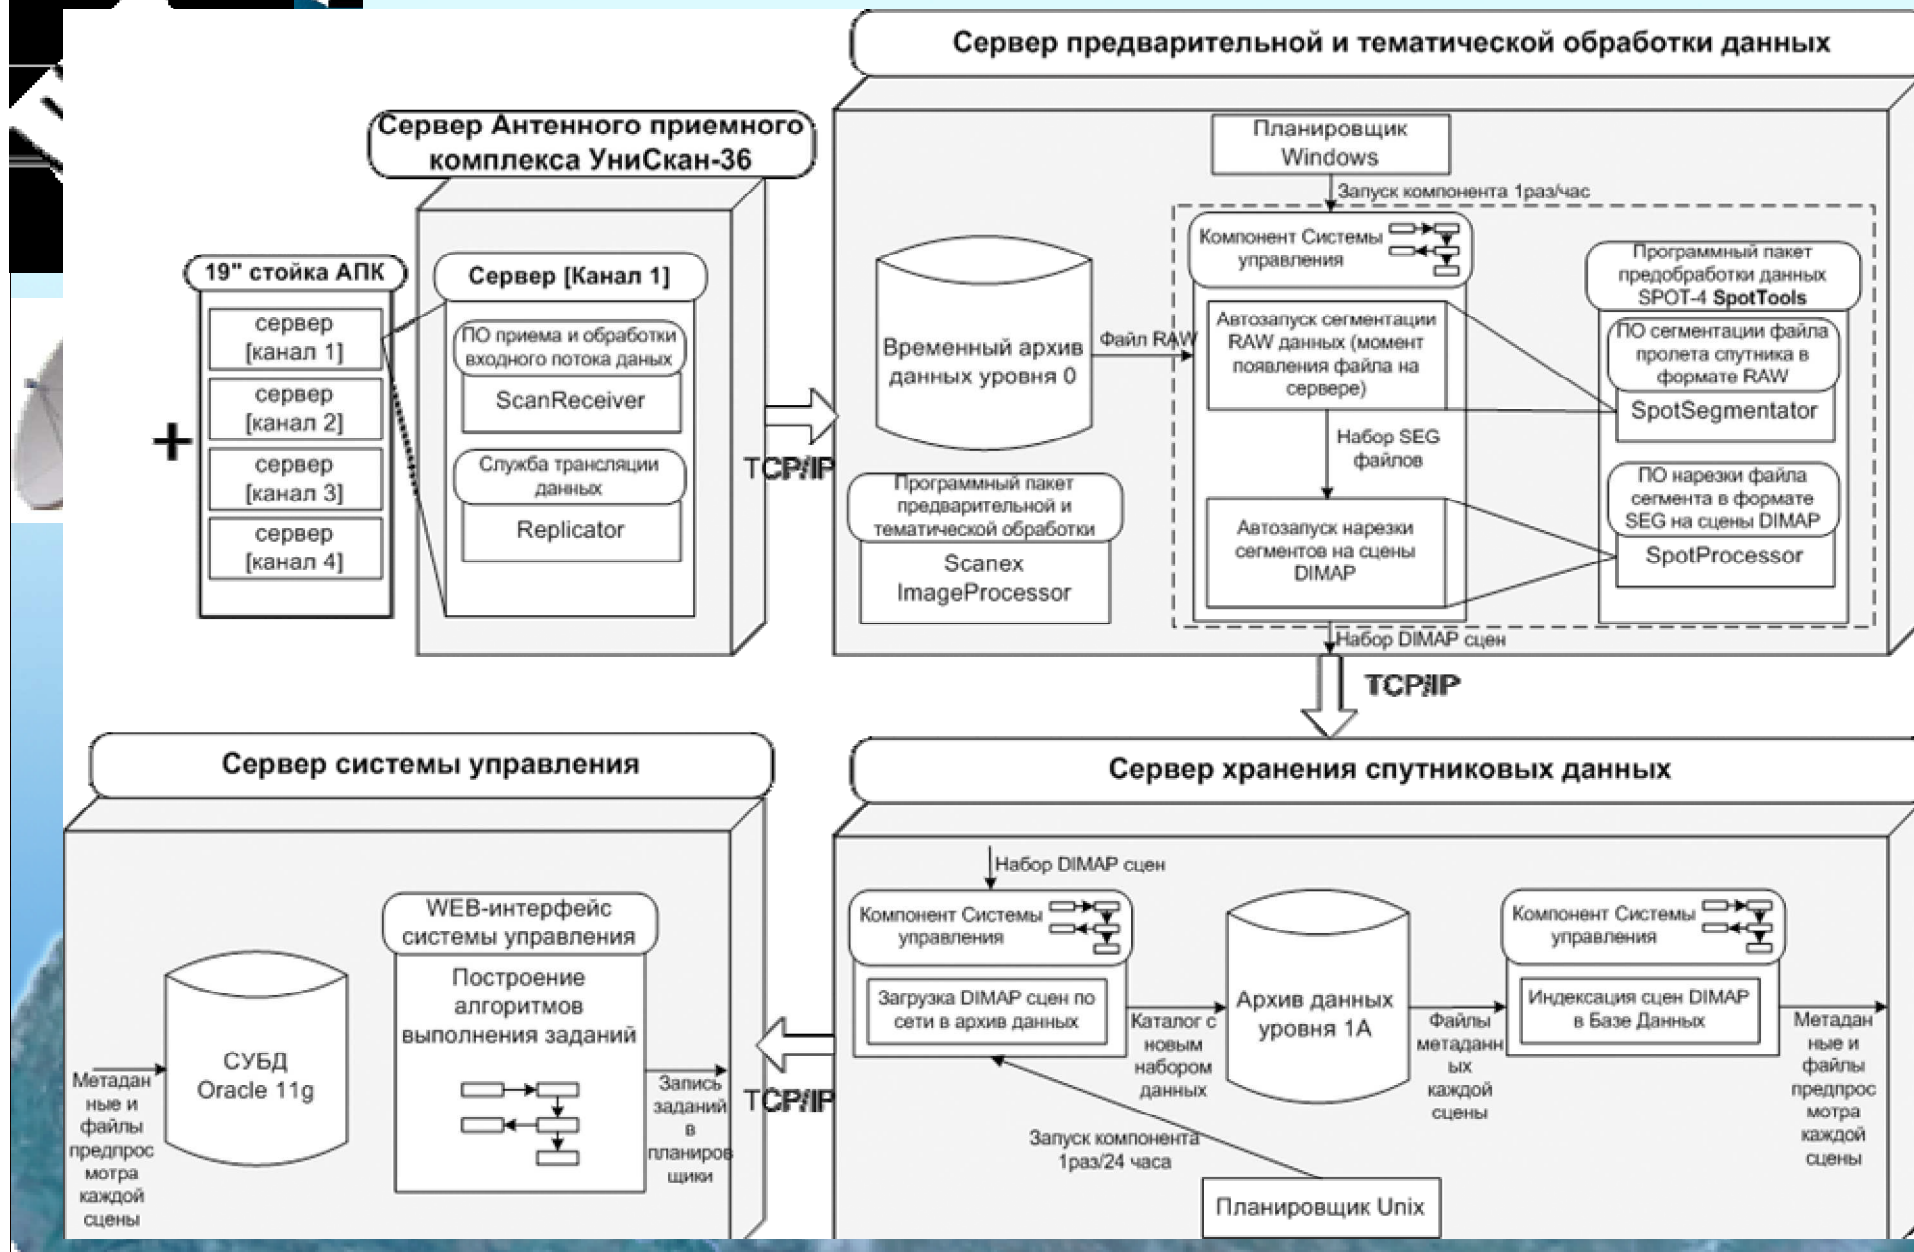 Сервер предварительной и тематической обработки данных
Сервер Антенного приемного
комплекса УниСкан-36
19" стойка АПК
сервер
[канал 1]
сервер
[канал 2]
сервер
[канал 3]
сервер
[канал 4]
+
Сервер [Канал 1]
ПО приема и обработки
входного потока даных
ScanReceiver
Служба трансляции
данных
Replicator
TCP/IP
Временный архив
данных уровня 0
Программный пакет
предварительной и
тематической обработки
Scanex
ImageProcessor
Файл RAW
Планировщик
Windows
Запуск компонента 1раз/час
Компонент Системы
управления
Автозапуск сегментации
RAW данных (момент
появления файла на
сервере)
Набор SEG
файлов
Автозапуск нарезки
сегментов на сцены
DIMAP
Программный пакет
предобработки данных
SPOT-4 SpotTools
ПО сегментации файла
пролета спутника в
формате RAW
SpotSegmentator
ПО нарезки файла
сегмента в формате
SEG на сцены DIMAP
SpotProcessor
Набор DIMAP сцен
TCP/IP
Сервер системы управления
Метадан
ные и
файлы
предпрос
мотра
каждой
сцены
СУБД
Oracle 11g
WEB-интерфейс
системы управления
Построение
алгоритмов
выполнения заданий
Запись
заданий
в
планиров
щики
TCP/IP
Сервер хранения спутниковых данных
Набор DIMAP сцен
Компонент Системы
управления
Загрузка DIMAP сцен по
сети в архив данных
Каталог с
новым
набором
данных
Архив данных
уровня 1А
Файлы
метаданн
ых
каждой
сцены
Компонент Системы
управления
Индексация сцен DIMAP
в Базе Данных
Метадан
ные и
файлы
предпрос
мотра
каждой
сцены
Запуск компонента
1раз/24 часа
Планировщик Unix